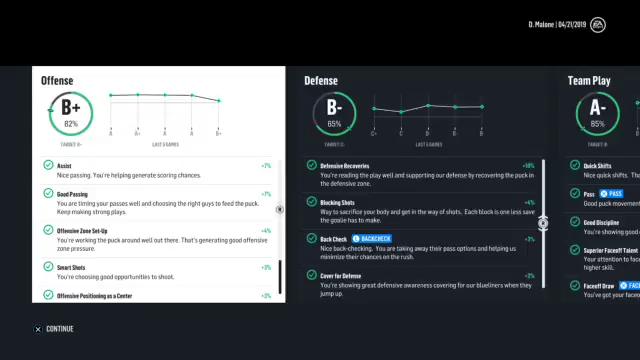 D. Malone | 04/21/2019
EA
Offense
B+
82%
TARGET: B-
A A+ A A B+
LAST 5 GAMES
Assist +7%
Nice passing. You're helping generate scoring chances.
Good Passing +7%
You are timing your passes well and choosing the right guys to feed the puck.
Keep making strong plays.
Offensive Zone Set-Up +4%
You're working the puck around well out there. That's generating good offensive
zone pressure.
Smart Shots +3%
You're choosing good opportunities to shoot.
Offensive Positioning as a Center +2%
Defense
B-
65%
LAST 5 GAMES
Defensive Recoveries +10%
You're reading the play well and supporting our defense by recovering the puck in
the defensive zone.
Blocking Shots +4%
Way to sacrifice your body and get in the way of shots. Each block is one less save
the goalie has to make.
Back Check L BACKCHECK +3%
Nice back-checking. You are taking away their pass options and helping us
minimize their chances on the rush.
Cover for Defense +2%
You're showing great defensive awareness covering for our blueliners when they
jump up.
Team Play
A-
85%
TARGET: B-
Quick Shifts
Nice quick shifts.
Pass PASS
Good puck movement
Good Discipline
You're showing good
Superior Faceoff Talent
Your attention to face
higher skill.
Faceoff Draw
You've got your faceo
CONTINUE